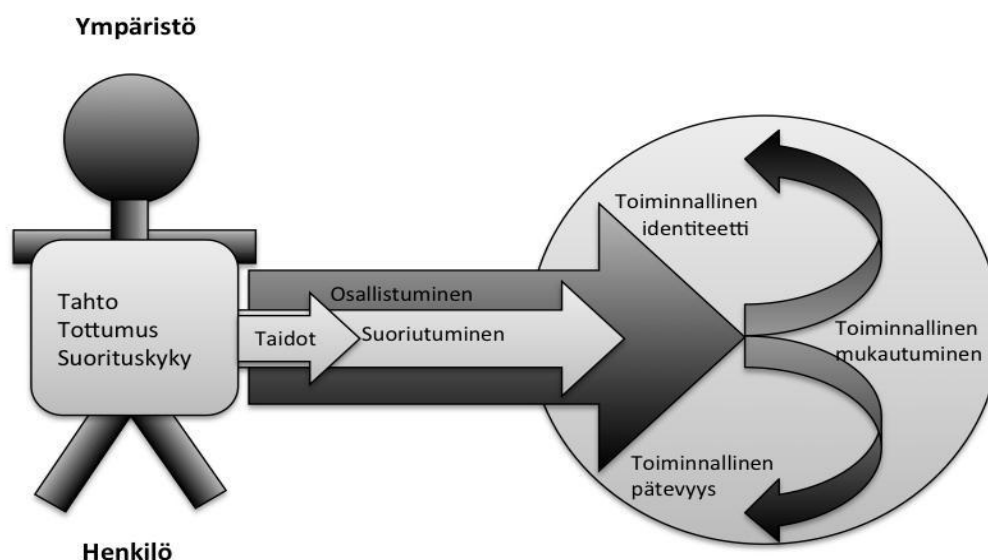 Ympäristö
Tahto
Tottumus
Suorituskyky
Taidot
Osallistuminen
Suoriutuminen
Toiminnallinen
identiteetti
Toiminnallinen
mukautuminen
Toiminnallinen
pätevyys
Henkilö